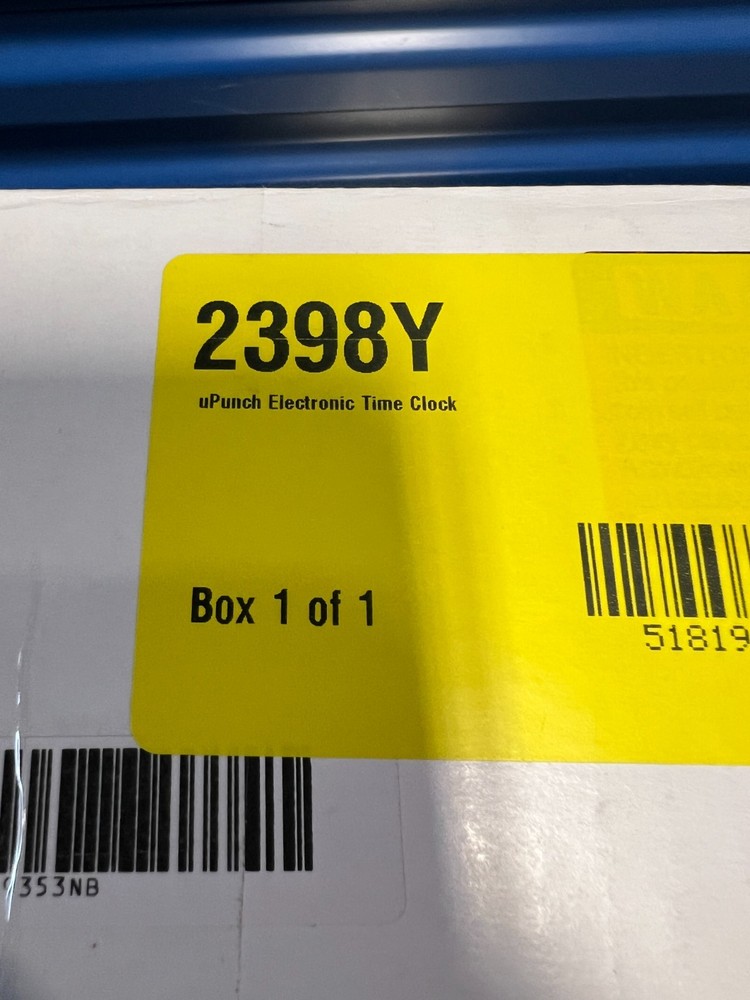 2398Y
uPunch Electronic Time Clock
Box 1 of 1
51819
353NB